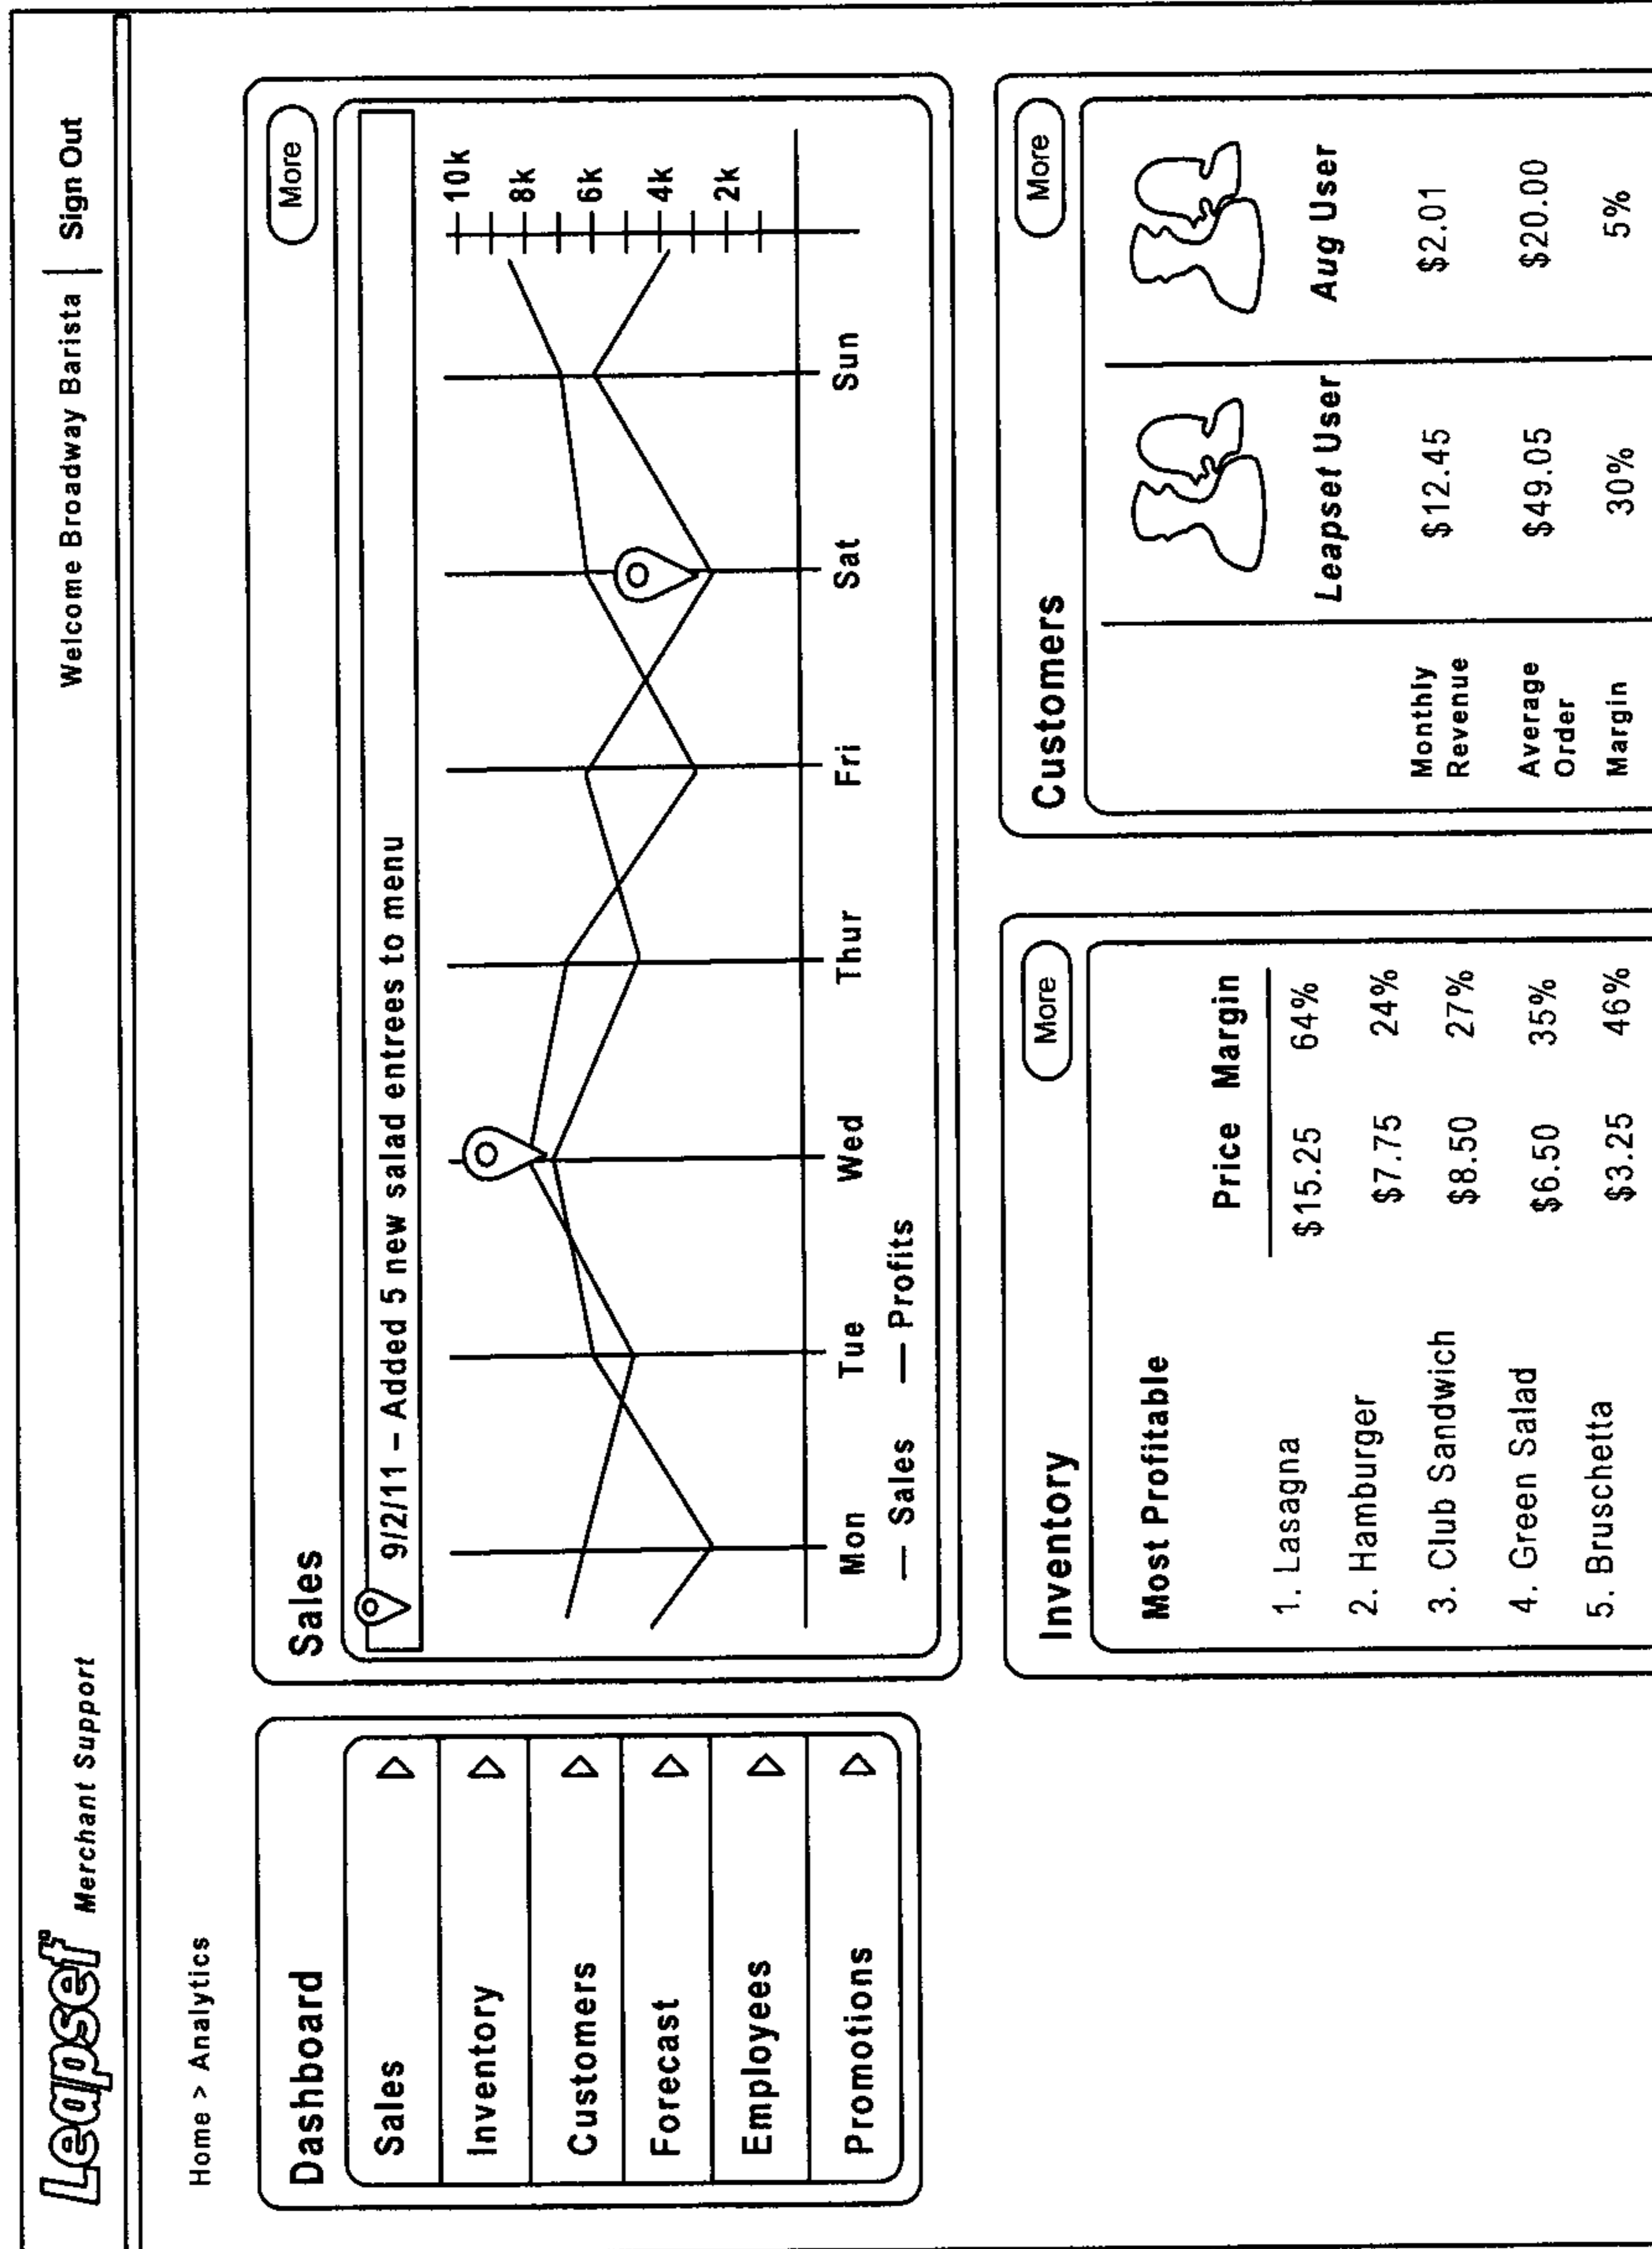 Leapset™ Merchant Support
Welcome Broadway Barista | Sign Out
Home > Analytics
Dashboard
Sales
Inventory
Customers
Forecast
Employees
Promotions
Sales
More
9/2/11 – Added 5 new salad entrees to menu
10k
8k
6k
4k
2k
Mon Tue Wed Thur Fri Sat Sun
— Sales — Profits
Inventory
More
Most Profitable
Price Margin
1. Lasagna $15.25 64%
2. Hamburger $7.75 24%
3. Club Sandwich $8.50 27%
4. Green Salad $6.50 35%
5. Bruschetta $3.25 46%
Customers
More
Leapset User Aug User
Monthly
Revenue $12.45 $2.01
Average
Order $49.05 $20.00
Margin 30% 5%